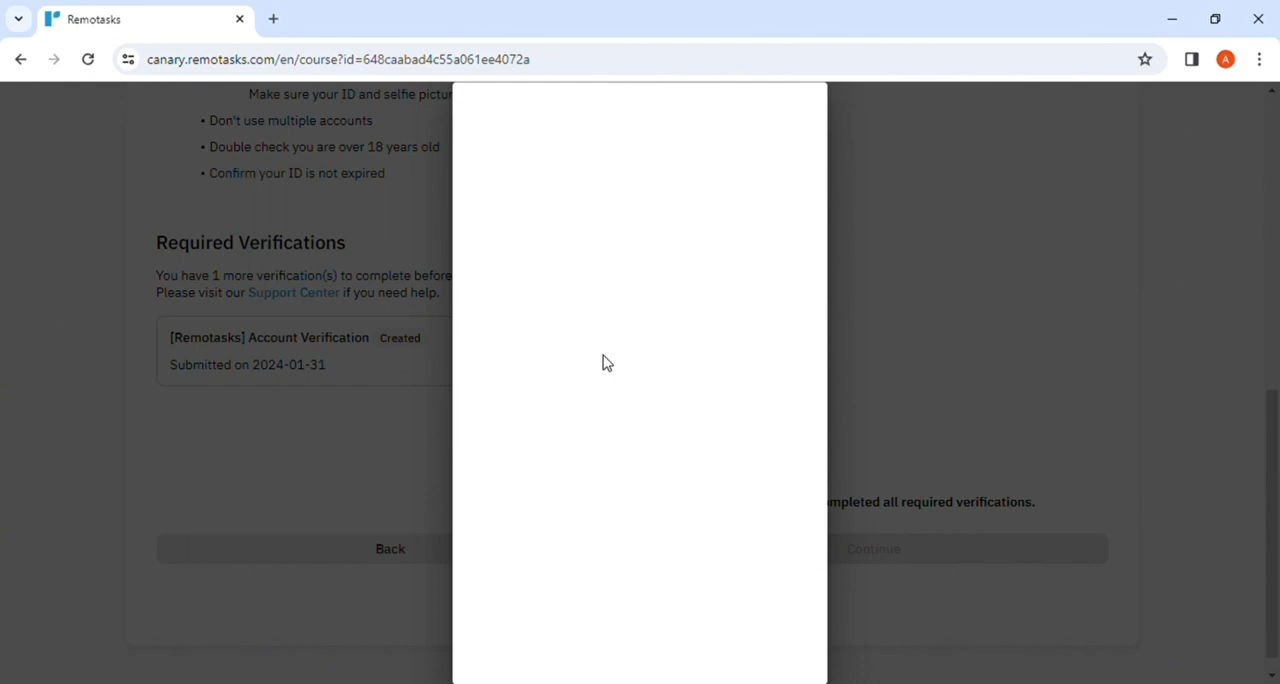 Remotasks
canary.remotasks.com/en/course?id=648caabad4c55a061ee4072a
A
Make sure your ID and selfie pictur
• Don't use multiple accounts
• Double check you are over 18 years old
• Confirm your ID is not expired
Required Verifications
You have 1 more verification(s) to complete before
Please visit our Support Center if you need help.
[Remotasks] Account Verification Created
Submitted on 2024-01-31
mpleted all required verifications.
Back
Continue